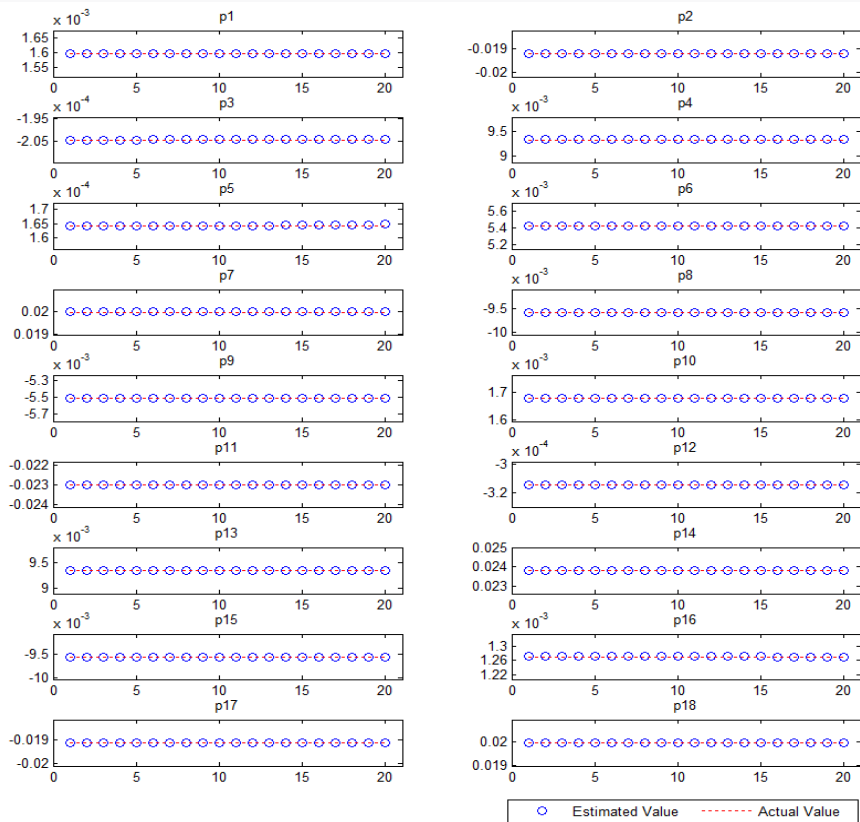 p1
x 10^-3
1.65
1.6
1.55
0 5 10 15 20
p2
-0.019
-0.02
0 5 10 15 20
p3
x 10^-4
-1.95
-2.05
0 5 10 15 20
p4
x 10^-3
9.5
9
0 5 10 15 20
p5
x 10^-4
1.7
1.65
1.6
0 5 10 15 20
p6
x 10^-3
5.6
5.4
5.2
0 5 10 15 20
p7
0.02
0.019
0 5 10 15 20
p8
x 10^-3
-9.5
-10
0 5 10 15 20
p9
x 10^-3
-5.3
-5.5
-5.7
0 5 10 15 20
p10
x 10^-3
1.7
1.6
0 5 10 15 20
p11
-0.022
-0.023
-0.024
0 5 10 15 20
p12
x 10^-4
-3
-3.2
0 5 10 15 20
p13
x 10^-3
9.5
9
0 5 10 15 20
p14
0.025
0.024
0.023
0 5 10 15 20
p15
x 10^-3
-9.5
-10
0 5 10 15 20
p16
x 10^-3
1.3
1.26
1.22
0 5 10 15 20
p17
-0.019
-0.02
0 5 10 15 20
p18
0.02
0.019
0 5 10 15 20
Estimated Value Actual Value